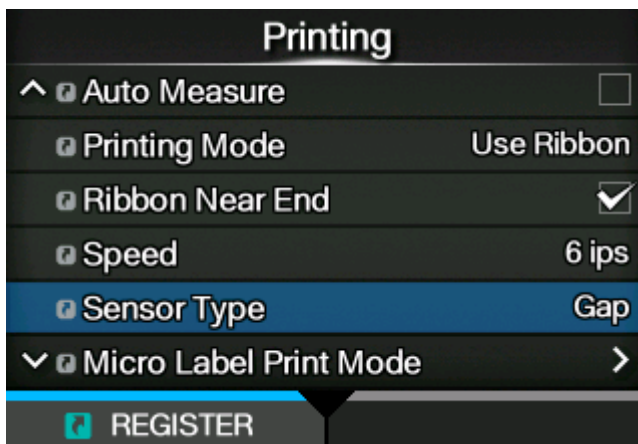 Printing
Auto Measure
Printing Mode Use Ribbon
Ribbon Near End
Speed 6 ips
Sensor Type Gap
Micro Label Print Mode
REGISTER